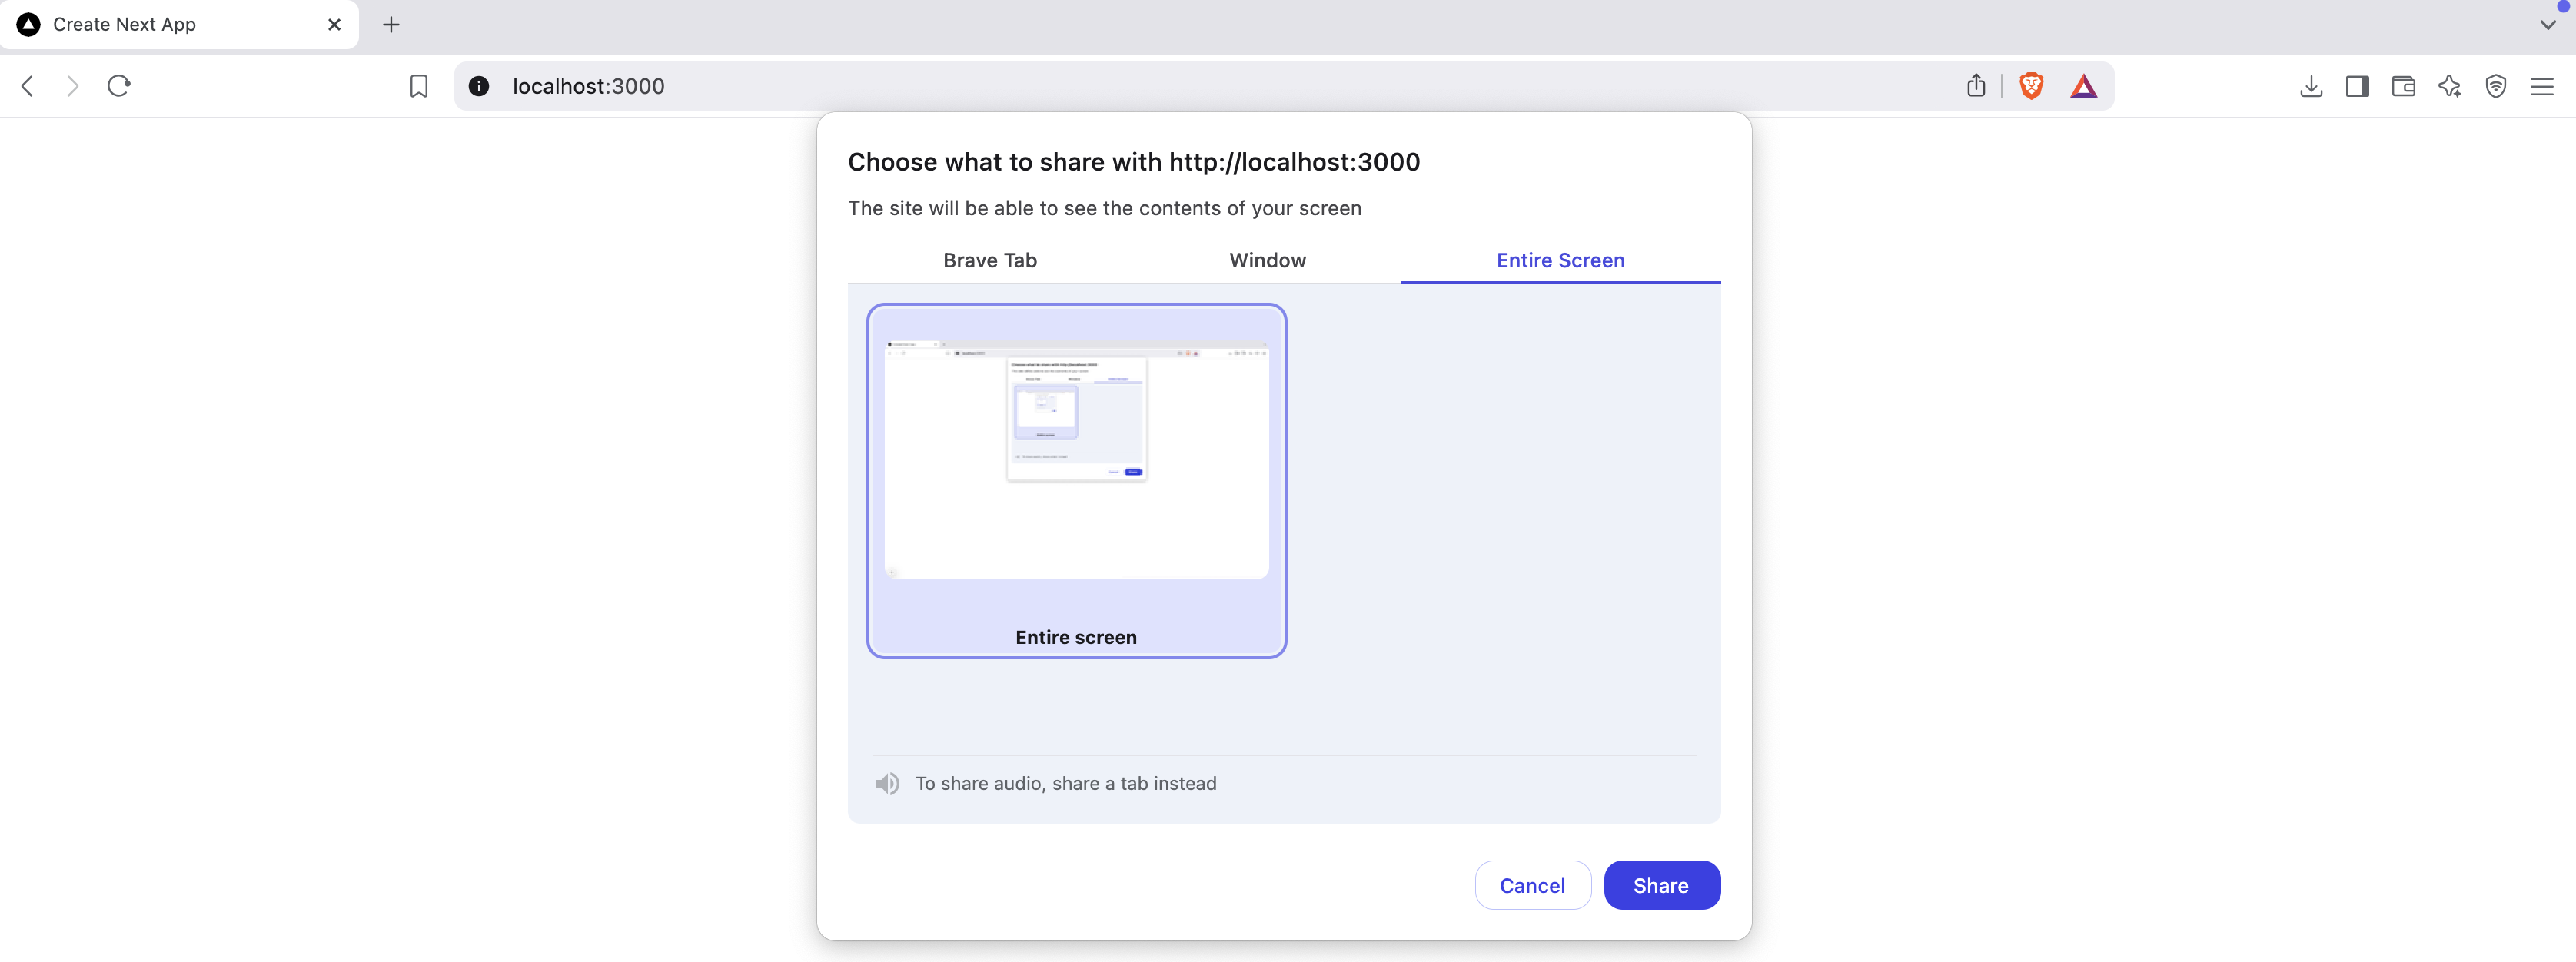 Create Next App
localhost:3000
Choose what to share with http://localhost:3000
The site will be able to see the contents of your screen
Brave Tab
Window
Entire Screen
Entire screen
To share audio, share a tab instead
Cancel
Share